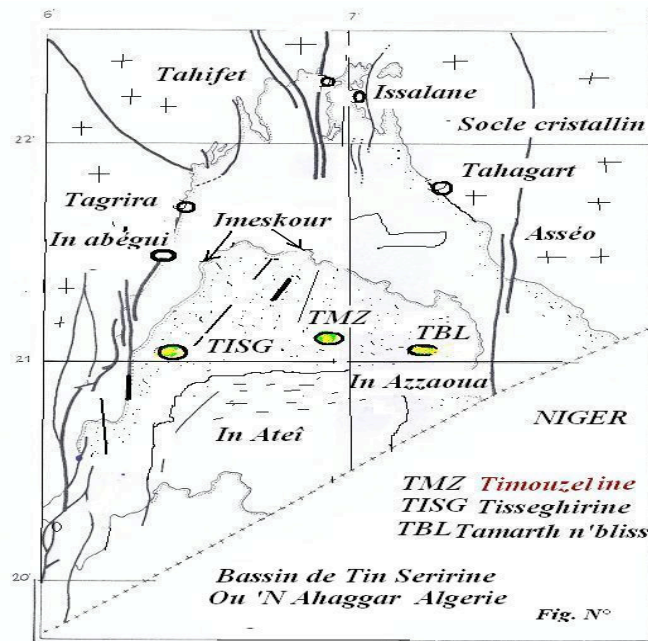 6'
7'
Tahifet
Issalane
Socle cristallin
22'
Tahagart
Tagrira
Imeskour
In abégui
Asséo
TMZ
TISG
TBL
21
In Azzaoua
In Ateî
NIGER
TMZ Timouzeline
TISG Tisseghirine
TBL Tamarth n'bliss
20'
Bassin de Tin Seririne
Ou 'N Ahaggar Algerie
Fig. N°